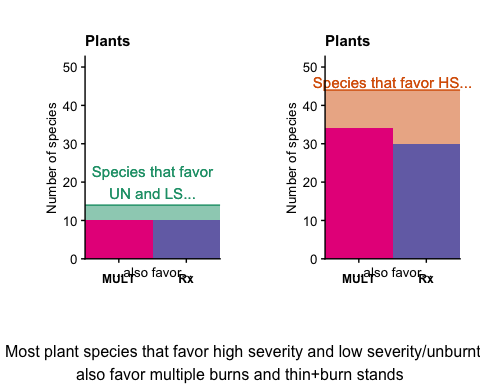 Plants
Number of species
50
40
30
20
10
0
Species that favor
UN and LS...
MULT
Rx
...also favor...
Plants
Number of species
50
40
30
20
10
0
Species that favor HS...
MULT
Rx
...also favor...
Most plant species that favor high severity and low severity/unburnt
also favor multiple burns and thin+burn stands